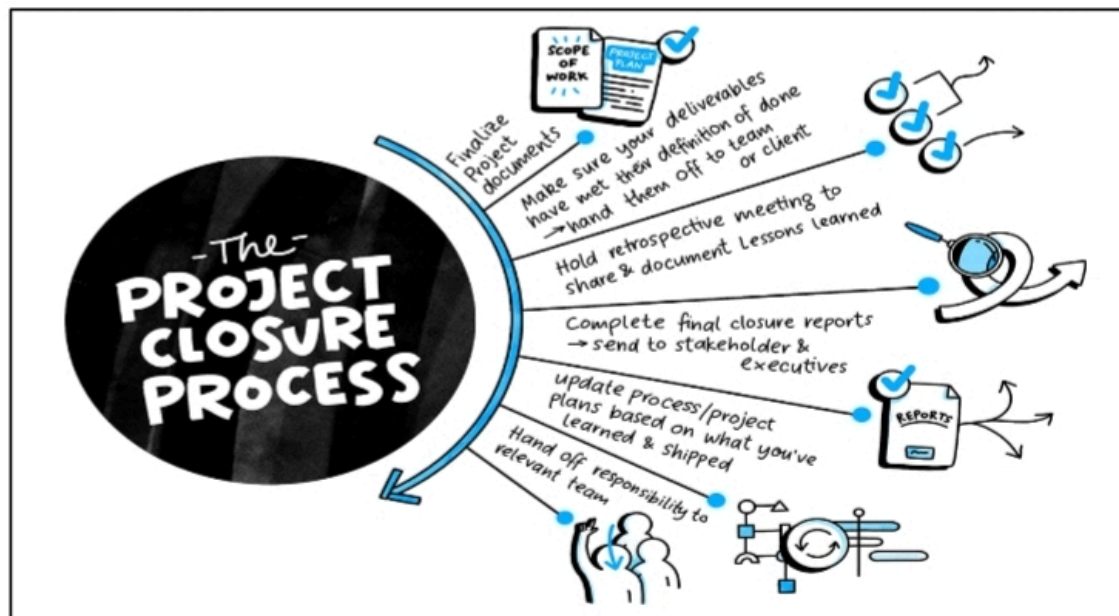 -The-
PROJECT
CLOSURE
PROCESS
SCOPE
OF
WORK
PROJECT
PLAN
Finalize
Project
documents
Make sure your deliverables
have met their definition of done
→ hand them off to team
or client
Hold retrospective meeting to
share & document Lessons learned
Complete final closure reports
→ send to stakeholder &
executives
REPORTS
update process/project
plans based on what you've
learned & shipped
Hand off responsibility to
relevant team